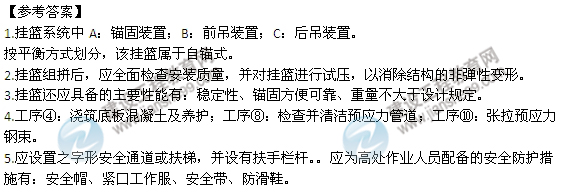 【参考答案】
1.挂篮系统中 A：锚固装置；B：前吊装置；C：后吊装置。
按平衡方式划分，该挂篮属于自锚式。
2.挂篮组拼后，应全面检查安装质量，并对挂篮进行试压，以消除结构的非弹性变形。
3.挂篮还应具备的主要性能有：稳定性、锚固方便可靠、重量不大于设计规定。
4.工序④：浇筑底板混凝土及养护；工序⑧：检查并清洁预应力管道；工序⑩：张拉预应力
钢束。
5.应设置之字形安全通道或扶梯，并设有扶手栏杆。。应为高处作业人员配备的安全防护措
施有：安全帽、紧口工作服、安全带、防滑鞋。